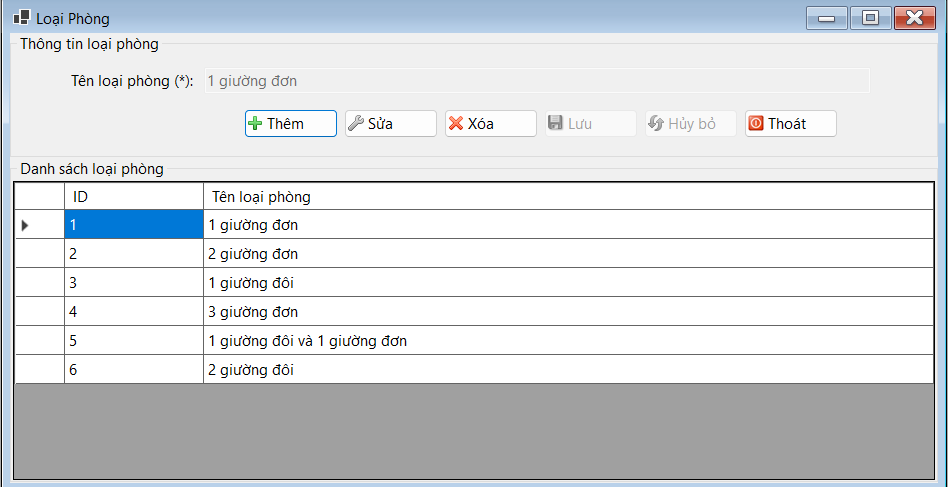 Loại Phòng
Thông tin loại phòng
Tên loại phòng (*): 1 giường đơn
Thêm Sửa Xóa Lưu Hủy bỏ Thoát
Danh sách loại phòng
ID Tên loại phòng
1 1 giường đơn
2 2 giường đơn
3 1 giường đôi
4 3 giường đơn
5 1 giường đôi và 1 giường đơn
6 2 giường đôi